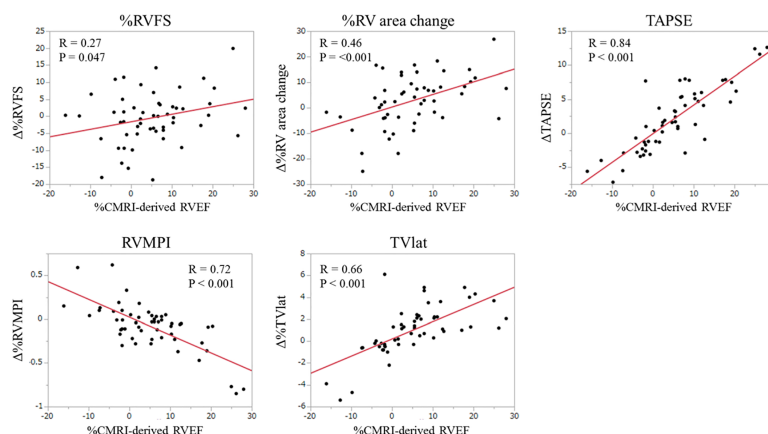 %RVFS
R = 0.27
P = 0.047
25
20
15
10
5
0
-5
-10
-15
-20
Δ%RVFS
-20 -10 0 10 20 30
%CMRI-derived RVEF
%RV area change
R = 0.46
P = <0.001
30
20
10
0
-10
-20
-30
Δ%RV area change
-20 -10 0 10 20 30
%CMRI-derived RVEF
TAPSE
R = 0.84
P < 0.001
10
5
0
-5
ΔTAPSE
-20 -10 0 10 20
%CMRI-derived RVEF
RVMPI
R = 0.72
P < 0.001
0.5
0
-0.5
-1
Δ%RVMPI
-20 -10 0 10 20 30
%CMRI-derived RVEF
TVlat
R = 0.66
P < 0.001
8
6
4
2
0
-2
-4
-6
Δ%TVlat
-20 -10 0 10 20 30
%CMRI-derived RVEF